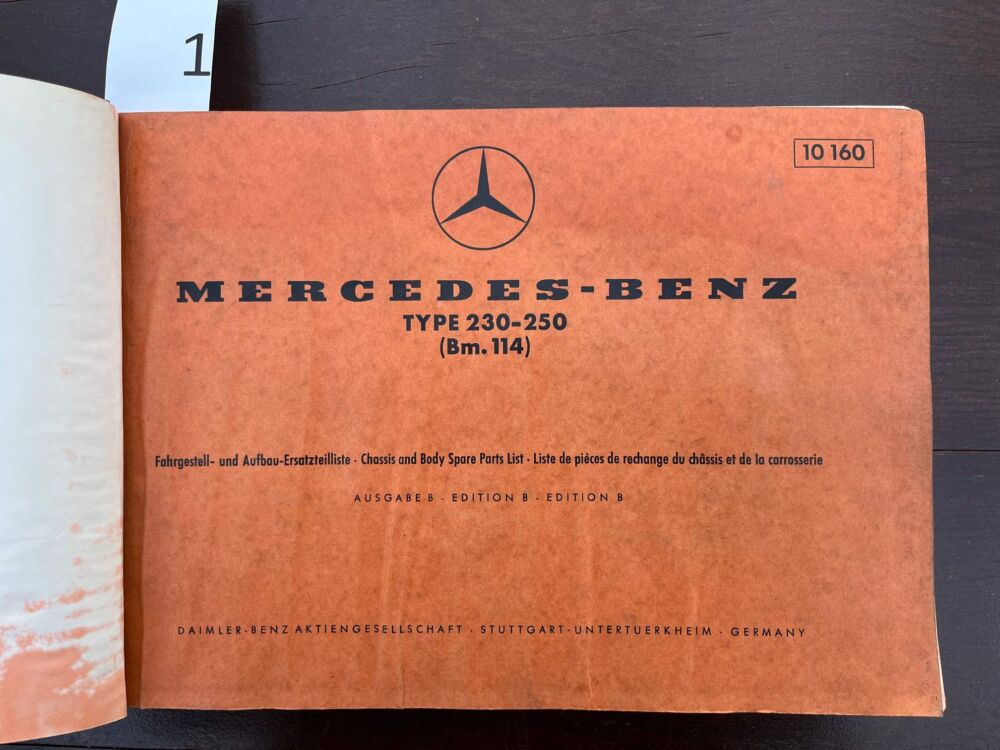 1
10 160
MERCEDES-BENZ
TYPE 230-250
(Bm. 114)
Fahrgestell- und Aufbau-Ersatzteilliste · Chassis and Body Spare Parts List · Liste de pièces de rechange du châssis et de la carrosserie
AUSGABE B · EDITION B · EDITION B
DAIMLER-BENZ AKTIENGESELLSCHAFT · STUTTGART-UNTERTUERKHEIM · GERMANY